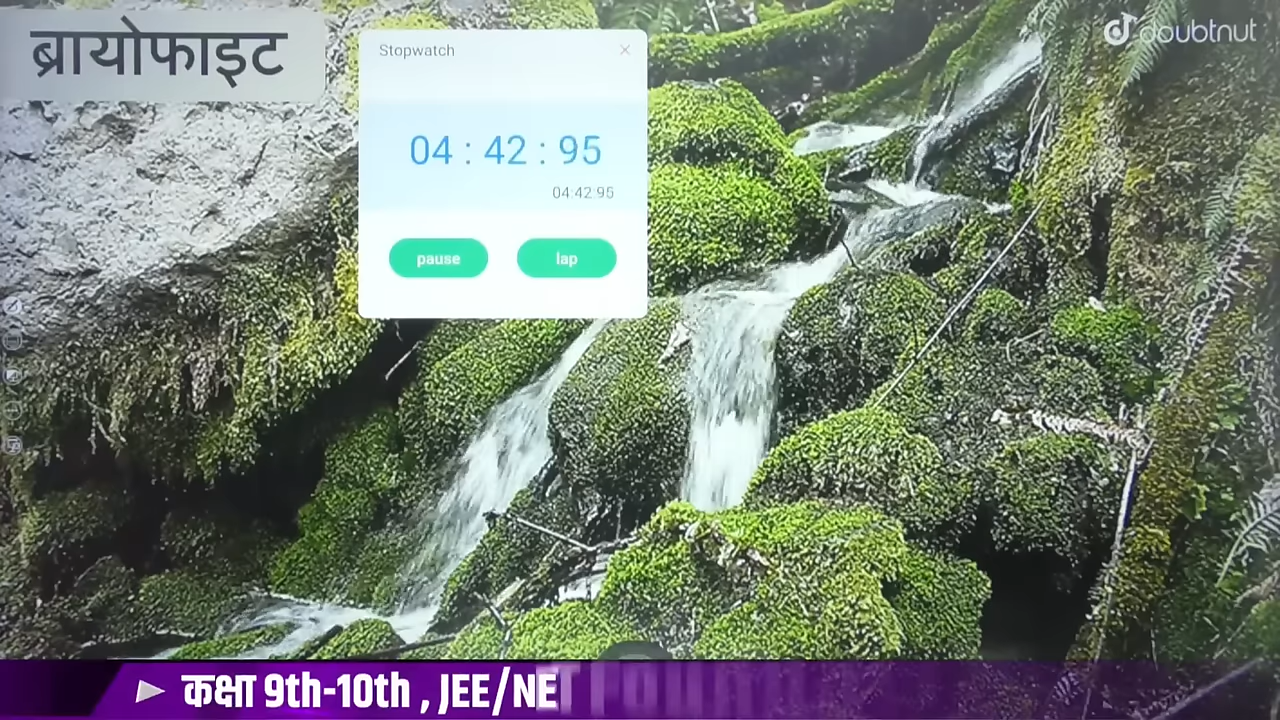 ब्रायोफाइट
doubtnut
Stopwatch
04 : 42 : 95
04:42.95
pause
lap
कक्षा 9th-10th , JEE/NE